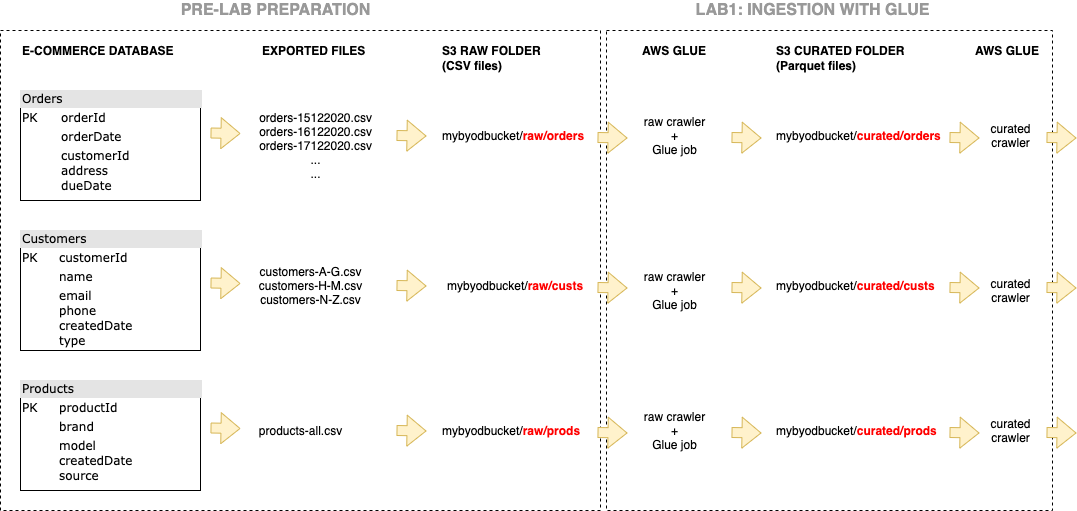 PRE-LAB PREPARATION
LAB1: INGESTION WITH GLUE
E-COMMERCE DATABASE
EXPORTED FILES
S3 RAW FOLDER
(CSV files)
AWS GLUE
S3 CURATED FOLDER
(Parquet files)
AWS GLUE
Orders
PK orderId
orderDate
customerId
address
dueDate
orders-15122020.csv
orders-16122020.csv
orders-17122020.csv
...
...
mybyodbucket/raw/orders
raw crawler
+
Glue job
mybyodbucket/curated/orders
curated
crawler
Customers
PK customerId
name
email
phone
createdDate
type
customers-A-G.csv
customers-H-M.csv
customers-N-Z.csv
mybyodbucket/raw/custs
raw crawler
+
Glue job
mybyodbucket/curated/custs
curated
crawler
Products
PK productId
brand
model
createdDate
source
products-all.csv
mybyodbucket/raw/prods
raw crawler
+
Glue job
mybyodbucket/curated/prods
curated
crawler